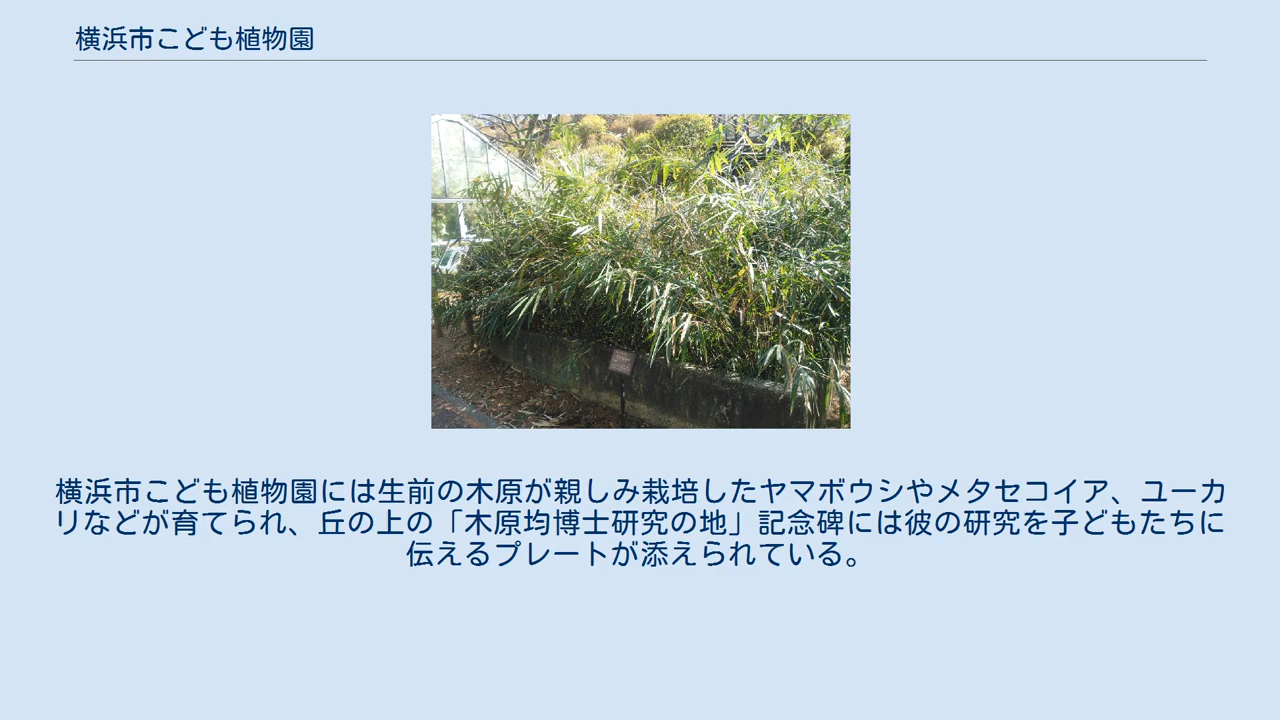 横浜市こども植物園
横浜市こども植物園には生前の木原が親しみ栽培したヤマボウシやメタセコイア、ユーカ
リなどが育てられ、丘の上の「木原均博士研究の地」記念碑には彼の研究を子どもたちに
伝えるプレートが添えられている。